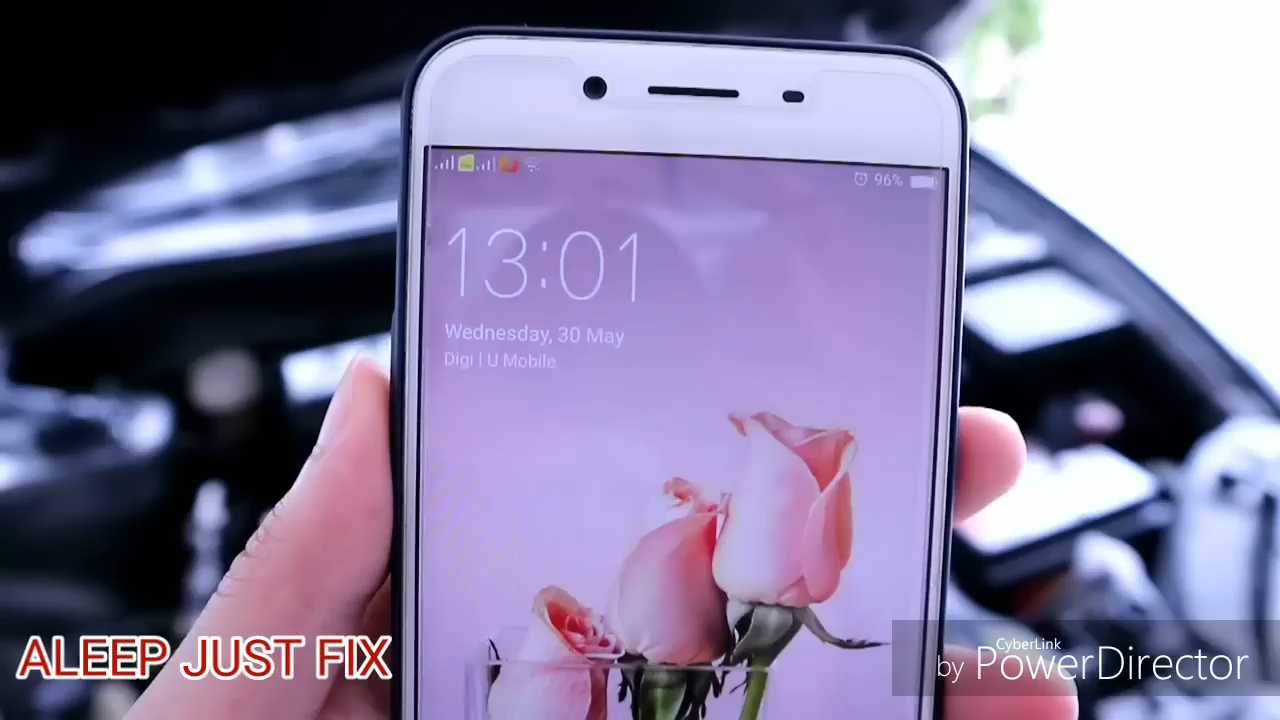 96%
13:01
Wednesday, 30 May
Digi | U Mobile
ALEEP JUST FIX
CyberLink
by PowerDirector